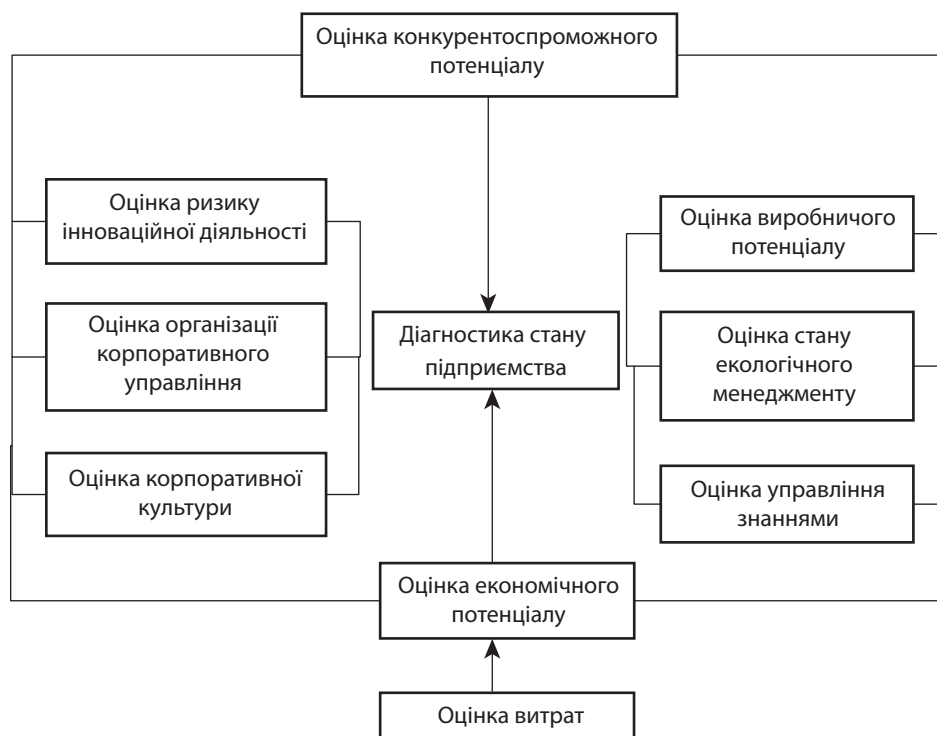 Оцінка конкурентоспроможного
потенціалу
Оцінка ризику
інноваційної діяльності
Оцінка організації
корпоративного
управління
Оцінка корпоративної
культури
Діагностика стану
підприємства
Оцінка виробничого
потенціалу
Оцінка стану
екологічного
менеджменту
Оцінка управління
знаннями
Оцінка економічного
потенціалу
Оцінка витрат